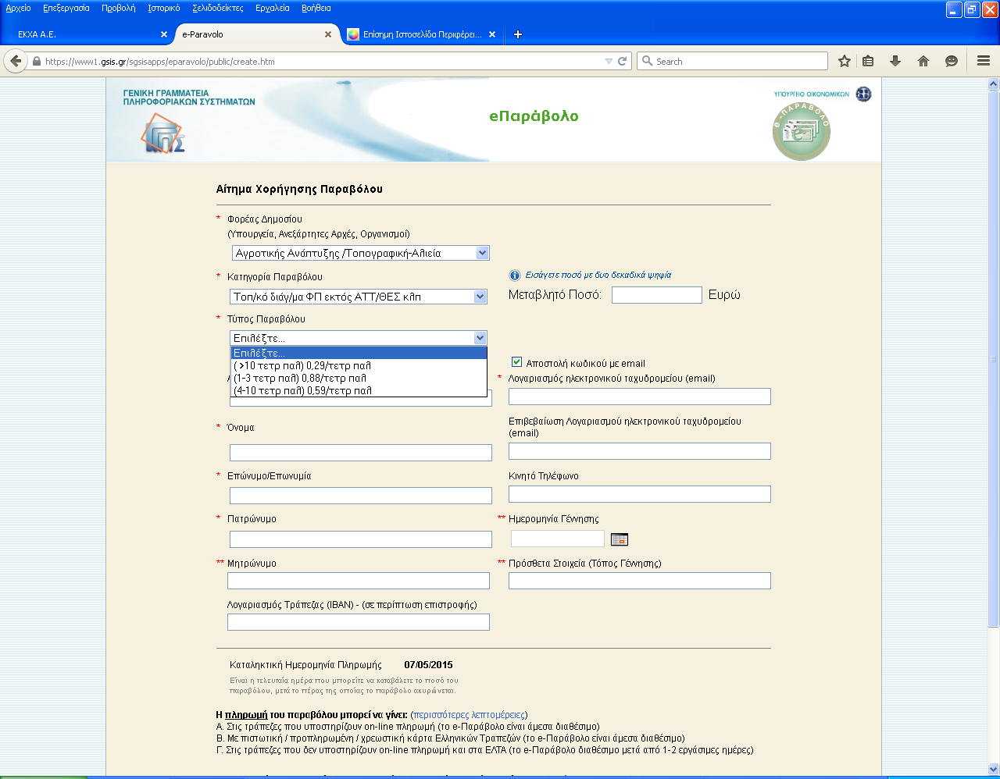 Αρχείο Επεξεργασία Προβολή Ιστορικό Σελιδοδείκτες Εργαλεία Βοήθεια
ΕΚΧΑ Α.Ε. e-Paravolo Επίσημη Ιστοσελίδα Περιφέρει...
https://www1.gsis.gr/sgsisapps/eparavolo/public/create.htm Search
ΓΕΝΙΚΗ ΓΡΑΜΜΑΤΕΙΑ
ΠΛΗΡΟΦΟΡΙΑΚΩΝ ΣΥΣΤΗΜΑΤΩΝ
ΥΠΟΥΡΓΕΙΟ ΟΙΚΟΝΟΜΙΚΩΝ
eΠαράβολο
e - ΠΑΡΑΒΟΛΟ
Αίτημα Χορήγησης Παραβόλου
* Φορέας Δημοσίου
(Υπουργεία, Ανεξάρτητες Αρχές, Οργανισμοί)
Αγροτικής Ανάπτυξης /Τοπογραφική-Αλιεία
* Κατηγορία Παραβόλου
Εισάγετε ποσό με δυο δεκαδικά ψηφία
Τοπ/κό διάγ/μα ΦΠ εκτός ΑΤΤ/ΘΕΣ κλπ
Μεταβλητό Ποσό: Ευρώ
* Τύπος Παραβόλου
Επιλέξτε...
Επιλέξτε...
( >10 τετρ παλ) 0,29/τετρ παλ
(1-3 τετρ παλ) 0,88/τετρ παλ
(4-10 τετρ παλ) 0,59/τετρ παλ
Αποστολή κωδικού με email
* Λογαριασμός ηλεκτρονικού ταχυδρομείου (email)
* Όνομα
Επιβεβαίωση Λογαριασμού ηλεκτρονικού ταχυδρομείου
(email)
* Επώνυμο/Επωνυμία
Κινητό Τηλέφωνο
* Πατρώνυμο
** Ημερομηνία Γέννησης
** Μητρώνυμο
** Πρόσθετα Στοιχεία (Τόπος Γέννησης)
Λογαριασμός Τράπεζας (IBAN) - (σε περίπτωση επιστροφής)
Καταληκτική Ημερομηνία Πληρωμής 07/05/2015
Είναι η τελευταία ημέρα που μπορείτε να καταβάλετε το ποσό του
παραβόλου, μετά το πέρας της οποίας το παράβολο ακυρώνεται.
Η πληρωμή του παραβόλου μπορεί να γίνει: (περισσότερες λεπτομέρειες)
Α. Στις τράπεζες που υποστηρίζουν on-line πληρωμή (το e-Παράβολο είναι άμεσα διαθέσιμο)
Β. Με πιστωτική / προπληρωμένη / χρεωστική κάρτα Ελληνικών Τραπεζών (το e-Παράβολο είναι άμεσα διαθέσιμο)
Γ. Στις τράπεζες που δεν υποστηρίζουν on-line πληρωμή και στα ΕΛΤΑ (το e-Παράβολο διαθέσιμο μετά από 1-2 εργάσιμες ημέρες)